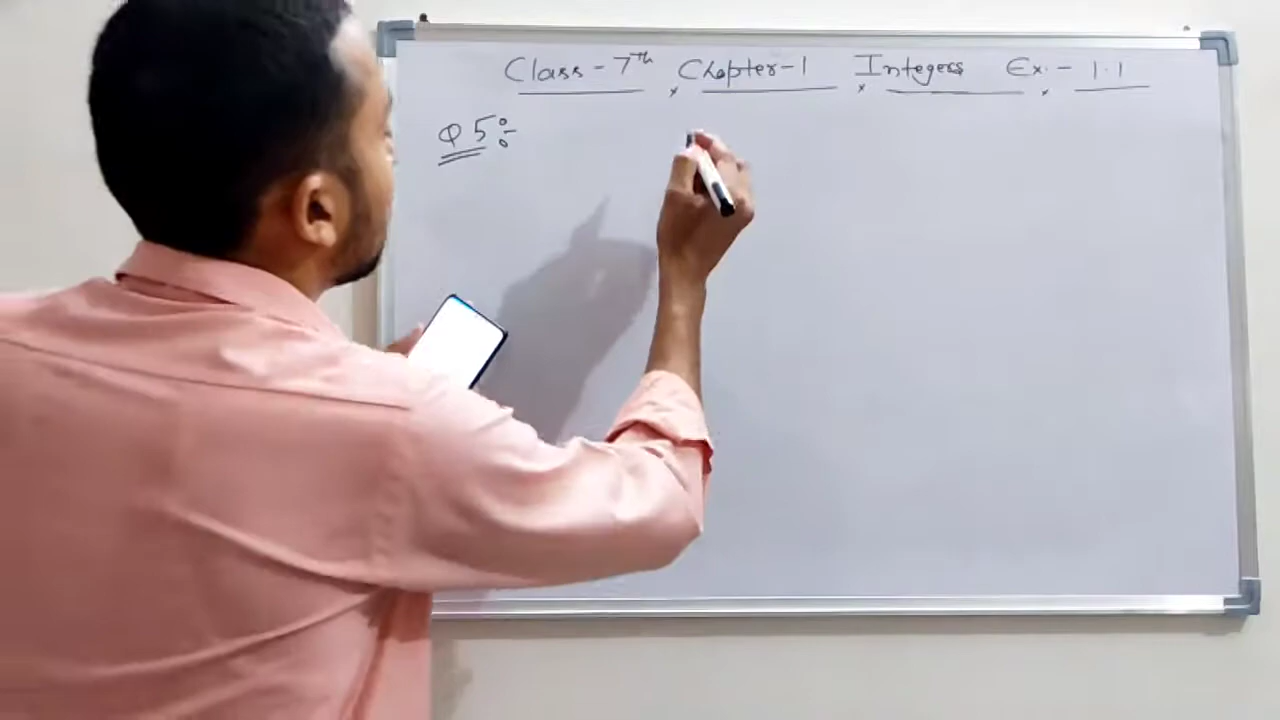 Class - 7th, Chapter-1, Integers, Ex. - 1.1
Q 5:-